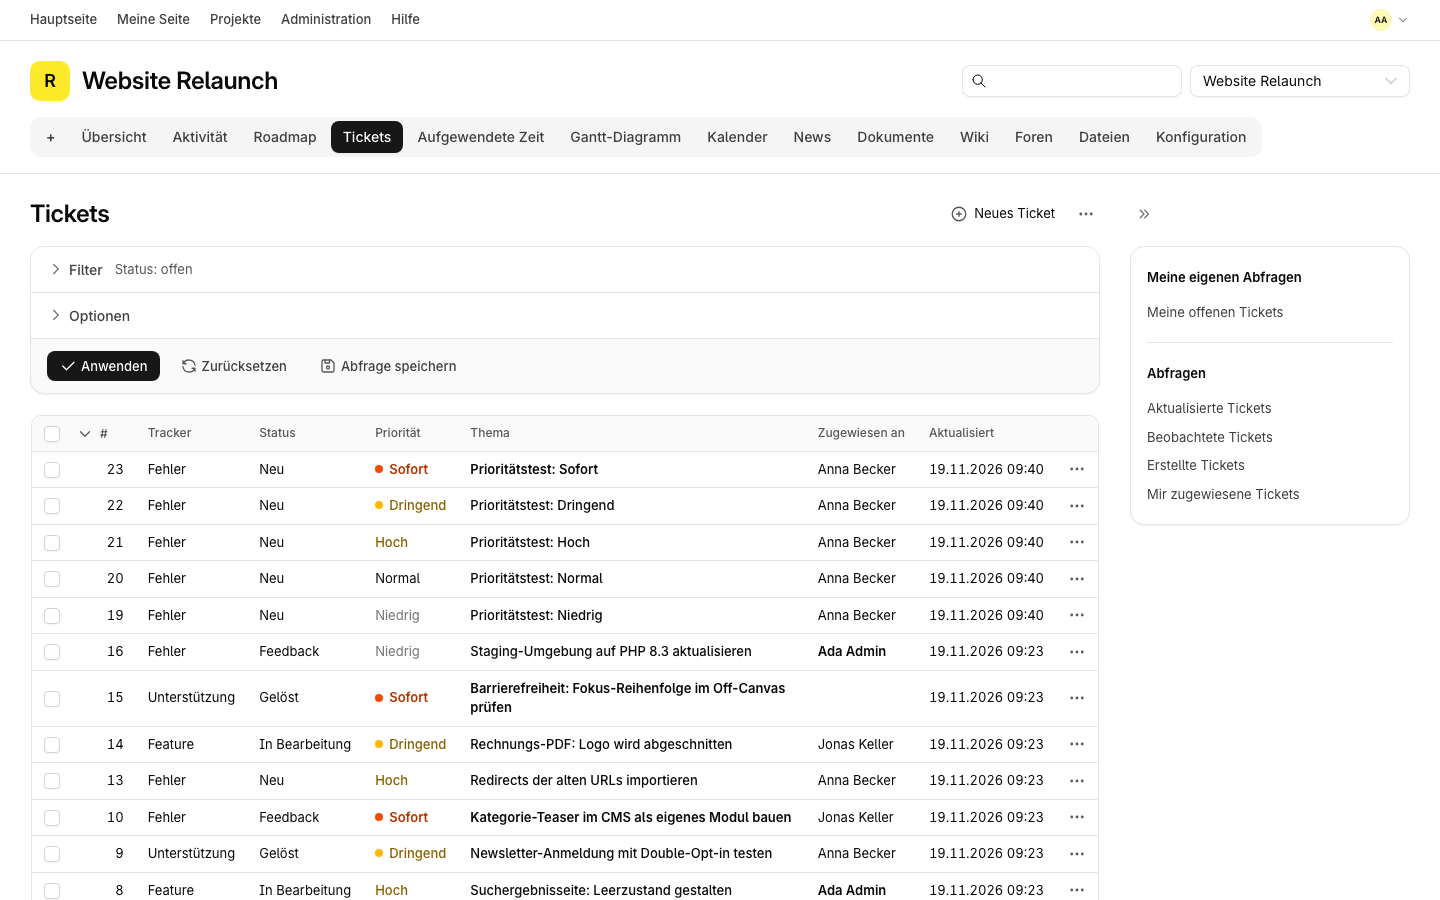 Hauptseite Meine Seite Projekte Administration Hilfe AA
R Website Relaunch Website Relaunch
+ Übersicht Aktivität Roadmap Tickets Aufgewendete Zeit Gantt-Diagramm Kalender News Dokumente Wiki Foren Dateien Konfiguration
Tickets Neues Ticket
Filter Status: offen
Optionen
Anwenden Zurücksetzen Abfrage speichern
# Tracker Status Priorität Thema Zugewiesen an Aktualisiert
23 Fehler Neu Sofort Prioritätstest: Sofort Anna Becker 19.11.2026 09:40
22 Fehler Neu Dringend Prioritätstest: Dringend Anna Becker 19.11.2026 09:40
21 Fehler Neu Hoch Prioritätstest: Hoch Anna Becker 19.11.2026 09:40
20 Fehler Neu Normal Prioritätstest: Normal Anna Becker 19.11.2026 09:40
19 Fehler Neu Niedrig Prioritätstest: Niedrig Anna Becker 19.11.2026 09:40
16 Fehler Feedback Niedrig Staging-Umgebung auf PHP 8.3 aktualisieren Ada Admin 19.11.2026 09:23
15 Unterstützung Gelöst Sofort Barrierefreiheit: Fokus-Reihenfolge im Off-Canvas
prüfen 19.11.2026 09:23
14 Feature In Bearbeitung Dringend Rechnungs-PDF: Logo wird abgeschnitten Jonas Keller 19.11.2026 09:23
13 Fehler Neu Hoch Redirects der alten URLs importieren Anna Becker 19.11.2026 09:23
10 Fehler Feedback Sofort Kategorie-Teaser im CMS als eigenes Modul bauen Jonas Keller 19.11.2026 09:23
9 Unterstützung Gelöst Dringend Newsletter-Anmeldung mit Double-Opt-in testen Anna Becker 19.11.2026 09:23
8 Feature In Bearbeitung Hoch Suchergebnisseite: Leerzustand gestalten Ada Admin 19.11.2026 09:23
Meine eigenen Abfragen
Meine offenen Tickets
Abfragen
Aktualisierte Tickets
Beobachtete Tickets
Erstellte Tickets
Mir zugewiesene Tickets